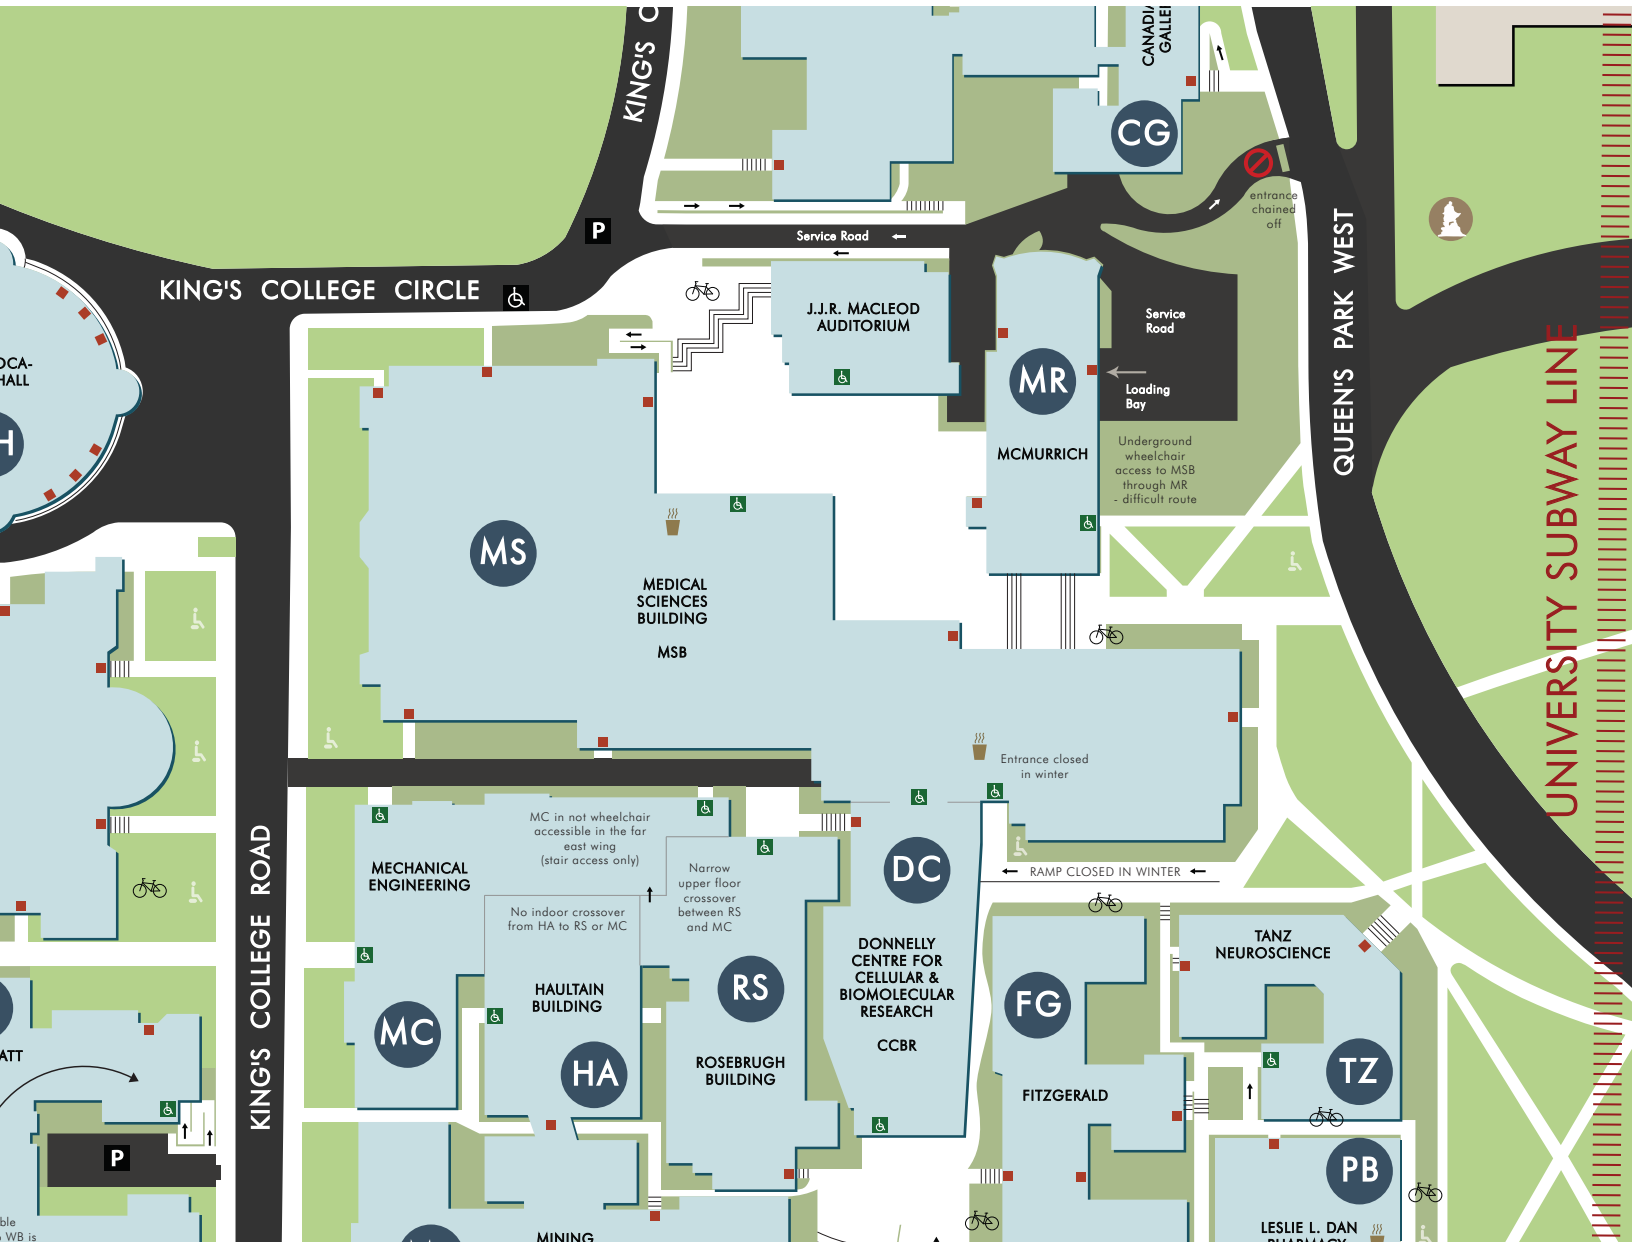 KING'S C
CANADIA
GALLE
CG
entrance
chained
off
P
Service Road
KING'S COLLEGE CIRCLE
J.J.R. MACLEOD
AUDITORIUM
Service
Road
MR
Loading
Bay
QUEEN'S PARK WEST
OCA-
HALL
H
MCMURRICH
Underground
wheelchair
access to MSB
through MR
- difficult route
UNIVERSITY SUBWAY LINE
MS
MEDICAL
SCIENCES
BUILDING
MSB
Entrance closed
in winter
MC in not wheelchair
accessible in the far
east wing
(stair access only)
MECHANICAL
ENGINEERING
Narrow
upper floor
crossover
between RS
and MC
DC
RAMP CLOSED IN WINTER
No indoor crossover
from HA to RS or MC
KING'S COLLEGE ROAD
DONNELLY
CENTRE FOR
CELLULAR &
BIOMOLECULAR
RESEARCH
CCBR
TANZ
NEUROSCIENCE
RS
HAULTAIN
BUILDING
FG
MC
HA
ROSEBRUGH
BUILDING
FITZGERALD
TZ
ATT
P
PB
LESLIE L. DAN
PHARMACY
MINING
ble
WB is